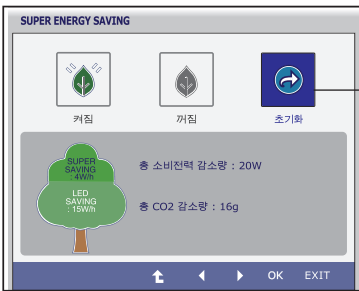 SUPER ENERGY SAVING
켜짐
꺼짐
초기화
SUPER
SAVING
: 4W/h
LED
SAVING
: 15W/h
총 소비전력 감소량 : 20W
총 CO2 감소량 : 16g
OK
EXIT